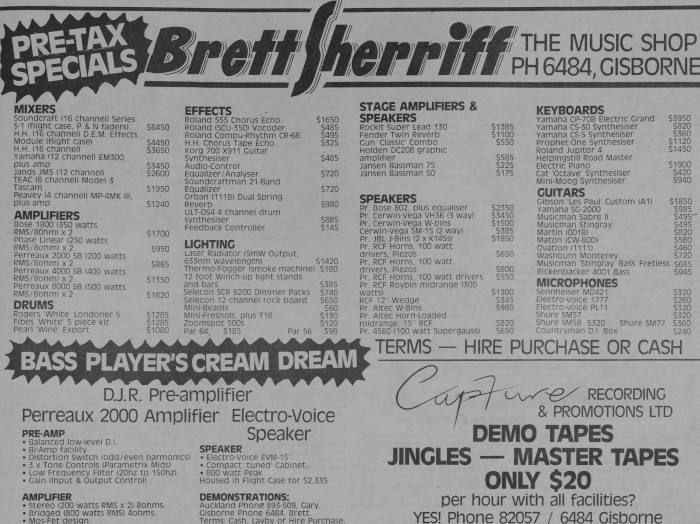 PRE-TAX
SPECIALS
Brett Sherriff
THE MUSIC SHOP
PH 6484, GISBORNE
MIXERS
Soundcraft (16 channel) Series
S-1 (flight case, P & N faders) $6450
H.H. (16 channel) D.E.M. Effects
Module (flight case) $4450
H.H. (16 channel) $3650
Yamaha (12 channel) EM300,
plus amp $3450
Jands JM5 (12 channel) $2600
TEAC (8 channel) Model 3
Tascam $1950
Peavey (4 channel) MP-4MK III,
plus amp $1240
AMPLIFIERS
Bose 1800 (350 watts
RMS/8ohm) x 2 $1700
Phase Linear (250 watts
RMS/8ohm) x 2 $950
Perreaux 2000 SB (200 watts
RMS/8ohm) x 2 $865
Perreaux 4000 SB (400 watts
RMS/8ohm) x 2 $1350
Perreaux 8000 SB (500 watts
RMS/8ohm) x 2 $1820
DRUMS
Rogers 'White' Londoner 5 $1285
Fibes 'White' 5 piece kit $1285
Pearl 'Wine' Export $1080
EFFECTS
Roland 555 Chorus Echo $1650
Roland (SCU-350) Vocoder $485
Roland Compu-Rhythm CR-68 $495
H.H. Chorus Tape Echo $325
Korg 700 X911 Guitar
Synthesiser $485
Audio-Control
Equalizer/Analyser $720
Soundcraftman 21-Band
Equalizer $720
Orban (111B) Dual Spring
Reverb $980
ULT-DS4 4 channel drum
synthesiser $885
Feedback Controller $145
LIGHTING
Laser Radiator (5mW Output,
633nm wavelength) $1420
Thermo-Fogger (smoke machine) $180
12 foot Winch-up light stands
and bars $385
Selecon SCR 6200 Dimmer Packs $740
Selecon 12 channel rock board $650
Mini-Beams $60
Mini-Fresnols, plus T18 $130
Zoomspot 500s $120
Par 64 $185 Par 56 $98
STAGE AMPLIFIERS &
SPEAKERS
Rockit Super Lead 130 $1385
Fender Twin Reverb $1100
Gun 'Classic' Combo $550
Holden DC208 graphic
amplifier $585
Jansen Bassman 75 $225
Jansen Bassman 50 $175
SPEAKERS
Pr. Bose 802, plus equaliser $2350
Pr. Cerwin-Vega VH36 (3 way) $3450
Pr. Cerwin-Vega W-bins $1500
Cerwin-Vega SM-15 (2 way) $385
Pr. JBL J-Bins (2 x K145) $1850
Pr. RCF Horns, 100 watt
drivers, Piezos $650
Pr. RCF Horns, 100 watt
drivers, Piezos $800
Pr. RCF Horns, 100 watt drivers $550
Pr. RCF Roybin midrange (300
watts) $1300
RCF 12" Wedge $345
Pr. Altec W-Bins $980
Pr. Altec Horn-Loaded
midrange, 15" RCF $820
Pr. 4560 (100 watt Supergauss) $650
KEYBOARDS
Yamaha CP-70B Electric Grand $3950
Yamaha CS-30 Synthesiser $820
Yamaha CS-5 Synthesiser $360
Prophet-One Synthesiser $1120
Roland Jupiter 4 $1450
Helpingstill Road Master
Electric Piano $1900
Cat 'Octave' Synthesiser $420
Mini-Moog Synthesiser $940
GUITARS
Gibson 'Les Paul' Custom (A1) $1850
Yamaha SG-2000 $985
Musicman Sabre II $495
Musicman Stingray $495
Martin (001B) $820
Maton (CW-800) $580
Ovation (1111) $460
Washburn Monterey $720
Musicman 'Stingray' Bass Fretless $685
Rickenbacker 4001 Bass $945
MICROPHONES
Sennheiser MD421 $320
Electro-voice 1777 $320
Electro-voice PL11 $320
Shure SM57 $320
Shure SM58 $320 Shure SM77 $360
Countryman D.I. Box $240
TERMS — HIRE PURCHASE OR CASH
BASS PLAYER'S CREAM DREAM
D.J.R. Pre-amplifier
Perreaux 2000 Amplifier Electro-Voice
Speaker
PRE-AMP
• Balanced low-level D.I.
• Bi-Amp facility
• Distortion Switch (odd/even harmonics)
• 3 x Tone Controls (Parametrix Mids)
• Low Frequency Filter (20hz to 150hz)
• Gain (Input & Output Control)
AMPLIFIER
• Stereo (200 watts RMS x 2) 8ohms.
• Bridged (800 watts RMS) 4ohms.
• Mos-Fet design.
SPEAKER
• Electro-Voice EVM-15".
• Compact 'tuned' Cabinet.
• 800 watt Peak
Housed in Flight Case for $2,335
DEMONSTRATIONS:
Auckland Phone 893-509, Gary.
Gisborne Phone 6484, Brett.
Terms: Cash, Layby or Hire Purchase.
Capture RECORDING
& PROMOTIONS LTD
DEMO TAPES
JINGLES — MASTER TAPES
ONLY $20
per hour with all facilities?
YES! Phone 82057 / 6484 Gisborne